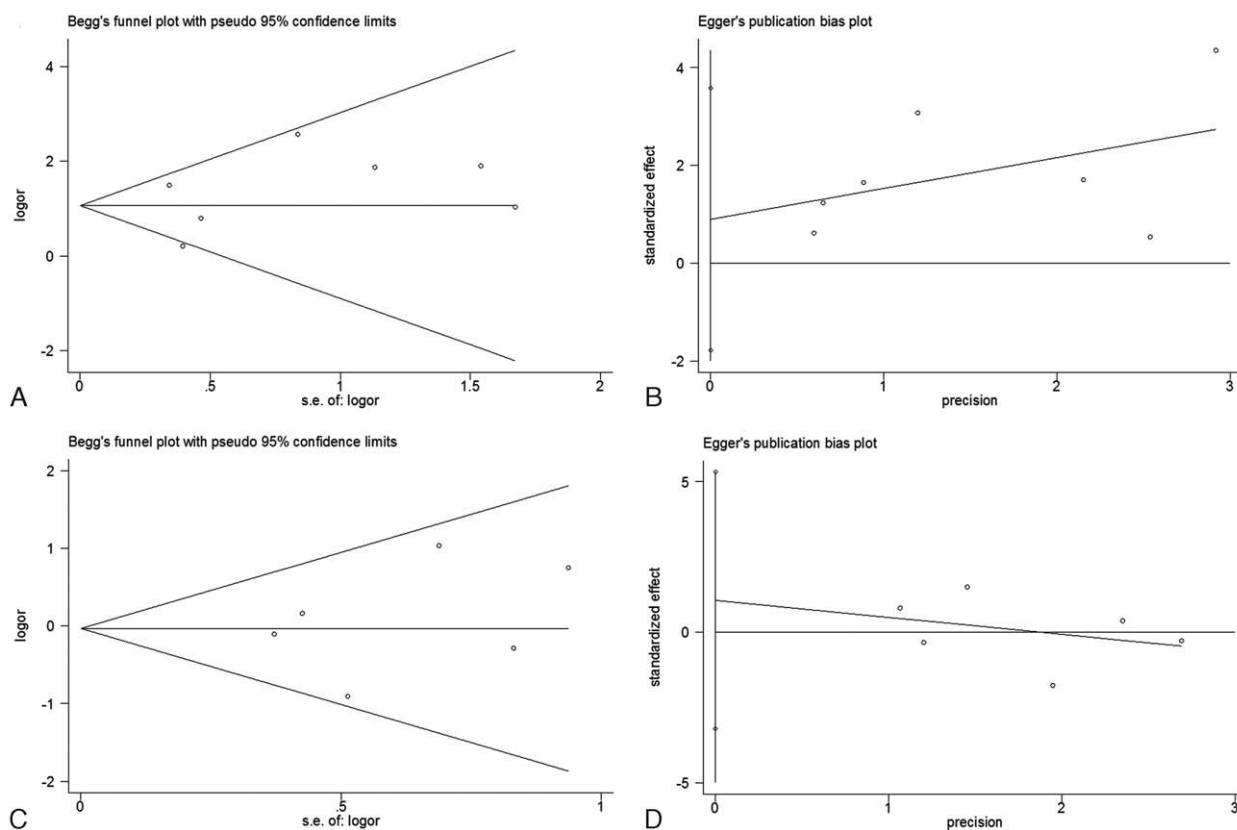 Begg's funnel plot with pseudo 95% confidence limits
4
2
0
-2
logor
0
.5
1
1.5
2
s.e. of: logor
A
Egger's publication bias plot
4
2
0
-2
standardized effect
0
1
2
3
precision
B
Begg's funnel plot with pseudo 95% confidence limits
2
1
0
-1
-2
logor
0
.5
1
s.e. of: logor
C
Egger's publication bias plot
5
0
-5
standardized effect
0
1
2
3
precision
D